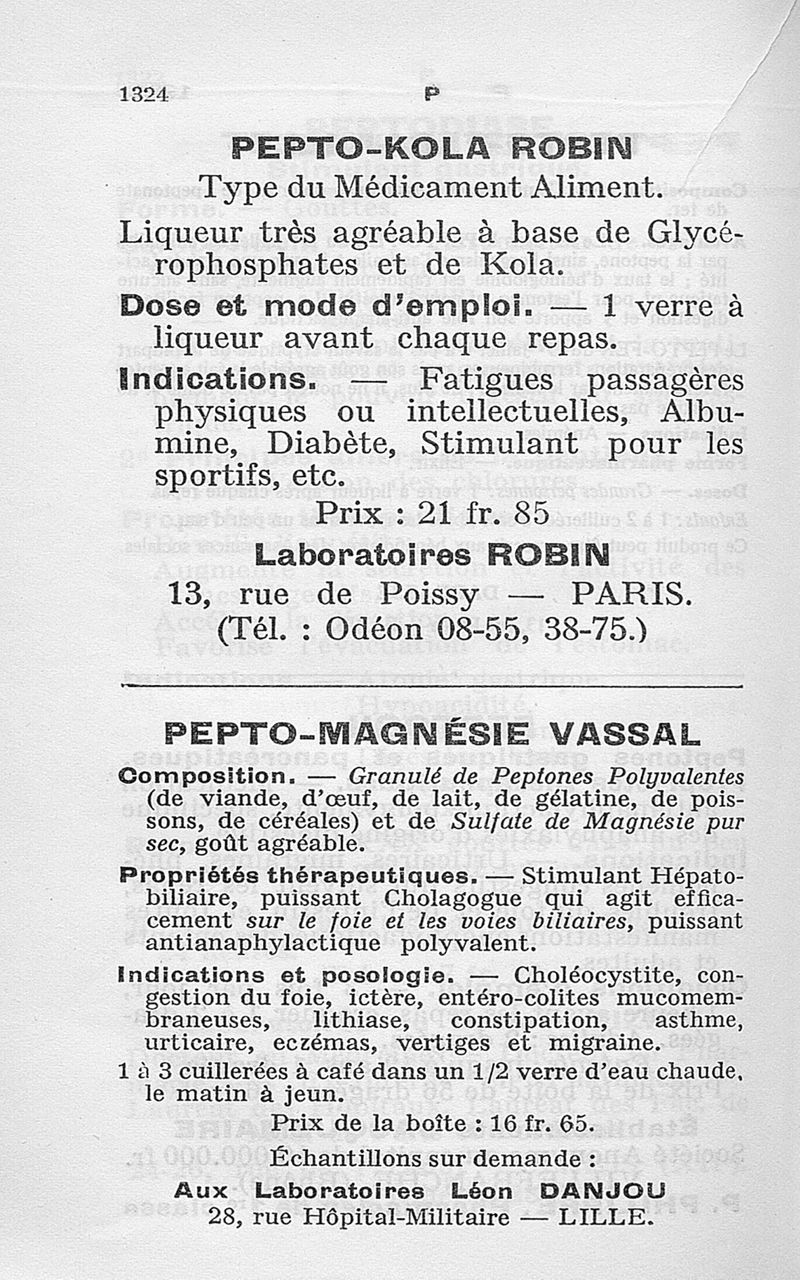 1324
P
PEPTO-KOLA ROBIN
Type du Médicament Aliment.
Liqueur très agréable à base de Glycé-
rophosphates et de Kola.
Dose et mode d'emploi. — 1 verre à
liqueur avant chaque repas.
Indications. — Fatigues passagères
physiques ou intellectuelles, Albu-
mine, Diabète, Stimulant pour les
sportifs, etc.
Prix : 21 fr. 85
Laboratoires ROBIN
13, rue de Poissy — PARIS.
(Tél. : Odéon 08-55, 38-75.)
PEPTO-MAGNÉSIE VASSAL
Composition. — Granulé de Peptones Polyvalentes
(de viande, d'œuf, de lait, de gélatine, de pois-
sons, de céréales) et de Sulfate de Magnésie pur
sec, goût agréable.
Propriétés thérapeutiques. — Stimulant Hépato-
biliaire, puissant Cholagogue qui agit effica-
cement sur le foie et les voies biliaires, puissant
antianaphylactique polyvalent.
Indications et posologie. — Choléocystite, con-
gestion du foie, ictère, entéro-colites mucomem-
braneuses, lithiase, constipation, asthme,
urticaire, eczémas, vertiges et migraine.
1 à 3 cuillerées à café dans un 1/2 verre d'eau chaude,
le matin à jeun.
Prix de la boîte : 16 fr. 65.
Échantillons sur demande :
Aux Laboratoires Léon DANJOU
28, rue Hôpital-Militaire — LILLE.